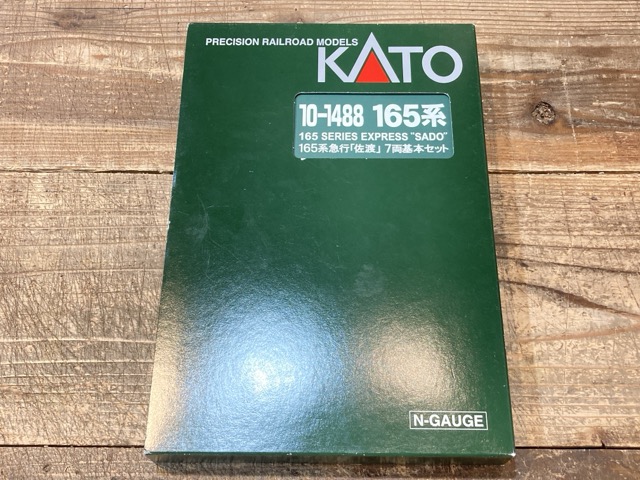 PRECISION RAILROAD MODELS
KATO
10-1488 165系
165 SERIES EXPRESS "SADO"
165系急行「佐渡」7両基本セット
N-GAUGE